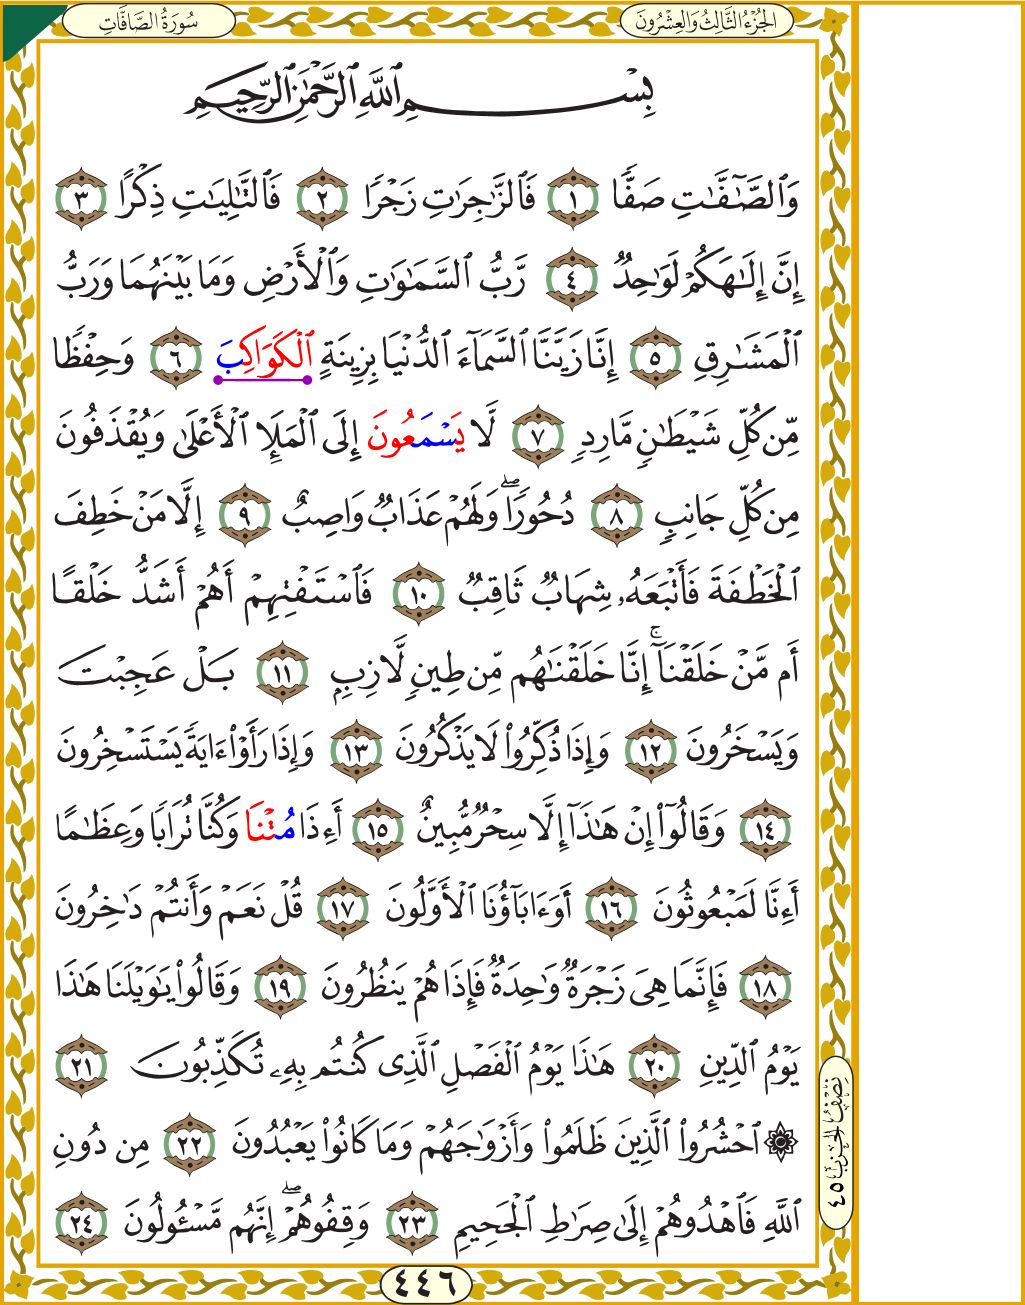 الجُزْءُ الثَّالِثُ وَالعِشْرُونَ
سُورَةُ الصَّافَّاتِ
بِسْمِ ٱللَّهِ ٱلرَّحْمَٰنِ ٱلرَّحِيمِ
وَٱلصَّٰٓفَّٰتِ صَفّٗا ١ فَٱلزَّٰجِرَٰتِ زَجۡرٗا ٢ فَٱلتَّٰلِيَٰتِ ذِكۡرًا ٣
إِنَّ إِلَٰهَكُمۡ لَوَٰحِدٞ ٤ رَّبُّ ٱلسَّمَٰوَٰتِ وَٱلۡأَرۡضِ وَمَا بَيۡنَهُمَا وَرَبُّ
ٱلۡمَشَٰرِقِ ٥ إِنَّا زَيَّنَّا ٱلسَّمَآءَ ٱلدُّنۡيَا بِزِينَةٍ ٱلۡكَوَاكِبَ ٦ وَحِفۡظٗا
مِّن كُلِّ شَيۡطَٰنٖ مَّارِدٖ ٧ لَّا يَسۡمَعُونَ إِلَى ٱلۡمَلَإِ ٱلۡأَعۡلَىٰ وَيُقۡذَفُونَ
مِن كُلِّ جَانِبٖ ٨ دُحُورٗاۖ وَلَهُمۡ عَذَابٞ وَاصِبٌ ٩ إِلَّا مَنۡ خَطِفَ
ٱلۡخَطۡفَةَ فَأَتۡبَعَهُۥ شِهَابٞ ثَاقِبٞ ١٠ فَٱسۡتَفۡتِهِمۡ أَهُمۡ أَشَدُّ خَلۡقًا
أَم مَّنۡ خَلَقۡنَآۚ إِنَّا خَلَقۡنَٰهُم مِّن طِينٖ لَّازِبِۭ ١١ بَلۡ عَجِبۡتَ
وَيَسۡخَرُونَ ١٢ وَإِذَا ذُكِّرُواْ لَا يَذۡكُرُونَ ١٣ وَإِذَا رَأَوۡاْ ءَايَةٗ يَسۡتَسۡخِرُونَ
١٤ وَقَالُوٓاْ إِنۡ هَٰذَآ إِلَّا سِحۡرٞ مُّبِينٌ ١٥ أَءِذَا مُتۡنَا وَكُنَّا تُرَابٗا وَعِظَٰمًا
أَءِنَّا لَمَبۡعُوثُونَ ١٦ أَوَءَابَآؤُنَا ٱلۡأَوَّلُونَ ١٧ قُلۡ نَعَمۡ وَأَنتُمۡ دَٰخِرُونَ
١٨ فَإِنَّمَا هِيَ زَجۡرَةٞ وَٰحِدَةٞ فَإِذَا هُمۡ يَنظُرُونَ ١٩ وَقَالُواْ يَٰوَيۡلَنَا هَٰذَا
يَوۡمُ ٱلدِّينِ ٢٠ هَٰذَا يَوۡمُ ٱلۡفَصۡلِ ٱلَّذِي كُنتُم بِهِۦ تُكَذِّبُونَ ٢١
۞ ٱحۡشُرُواْ ٱلَّذِينَ ظَلَمُواْ وَأَزۡوَٰجَهُمۡ وَمَا كَانُواْ يَعۡبُدُونَ ٢٢ مِن دُونِ
ٱللَّهِ فَٱهۡدُوهُمۡ إِلَىٰ صِرَٰطِ ٱلۡجَحِيمِ ٢٣ وَقِفُوهُمۡۖ إِنَّهُم مَّسۡـُٔولُونَ ٢٤
نِصْفُ الحِزْبِ ٤٥
٤٤٦